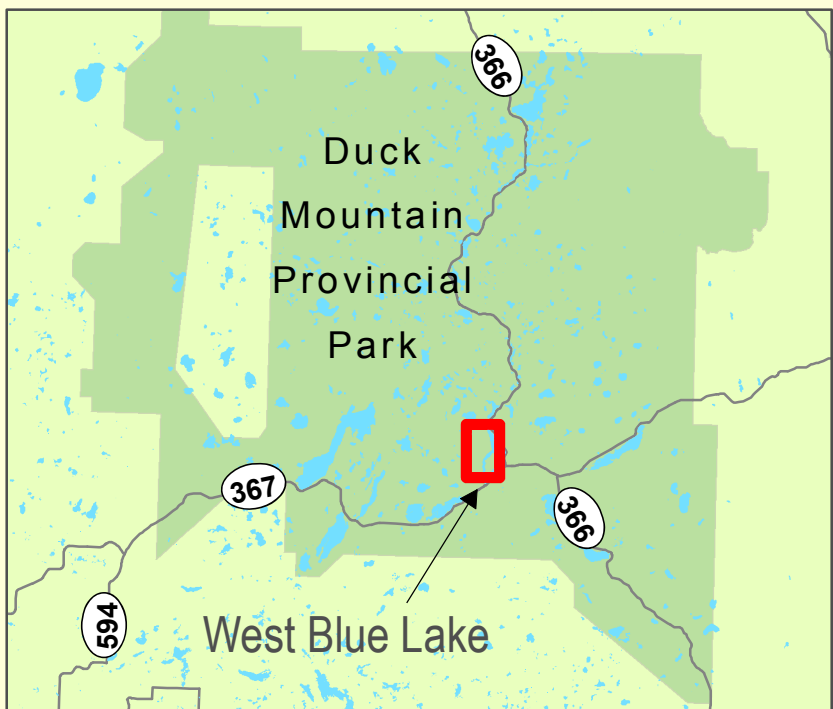 366
Duck
Mountain
Provincial
Park
367
366
594
West Blue Lake